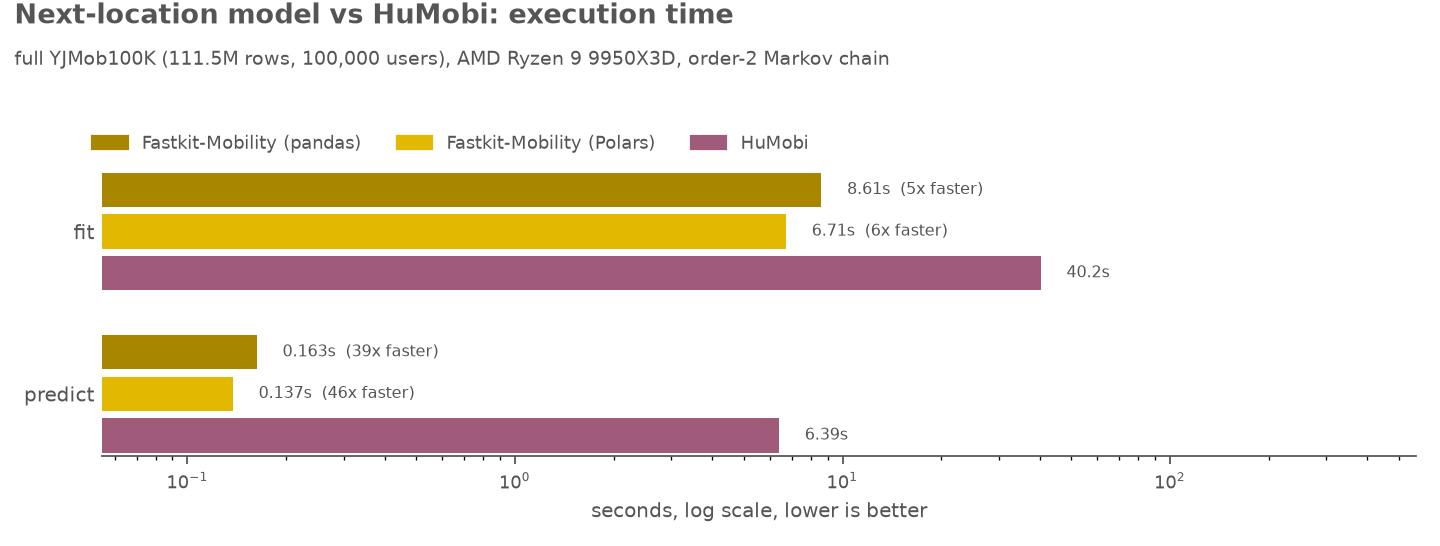 Next-location model vs HuMobi: execution time
full YJMob100K (111.5M rows, 100,000 users), AMD Ryzen 9 9950X3D, order-2 Markov chain
Fastkit-Mobility (pandas) Fastkit-Mobility (Polars) HuMobi
8.61s (5x faster)
fit 6.71s (6x faster)
40.2s
0.163s (39x faster)
predict 0.137s (46x faster)
6.39s
10⁻¹ 10⁰ 10¹ 10²
seconds, log scale, lower is better